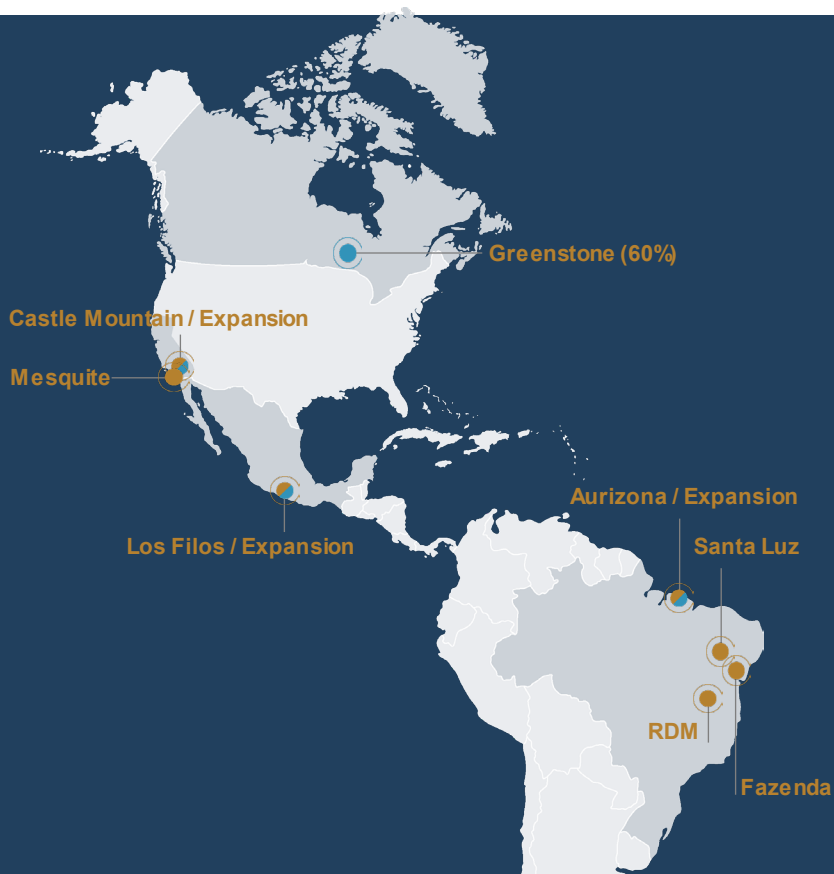 Greenstone (60%)
Castle Mountain / Expansion
Mesquite
Aurizona / Expansion
Los Filos / Expansion
Santa Luz
RDM
Fazenda